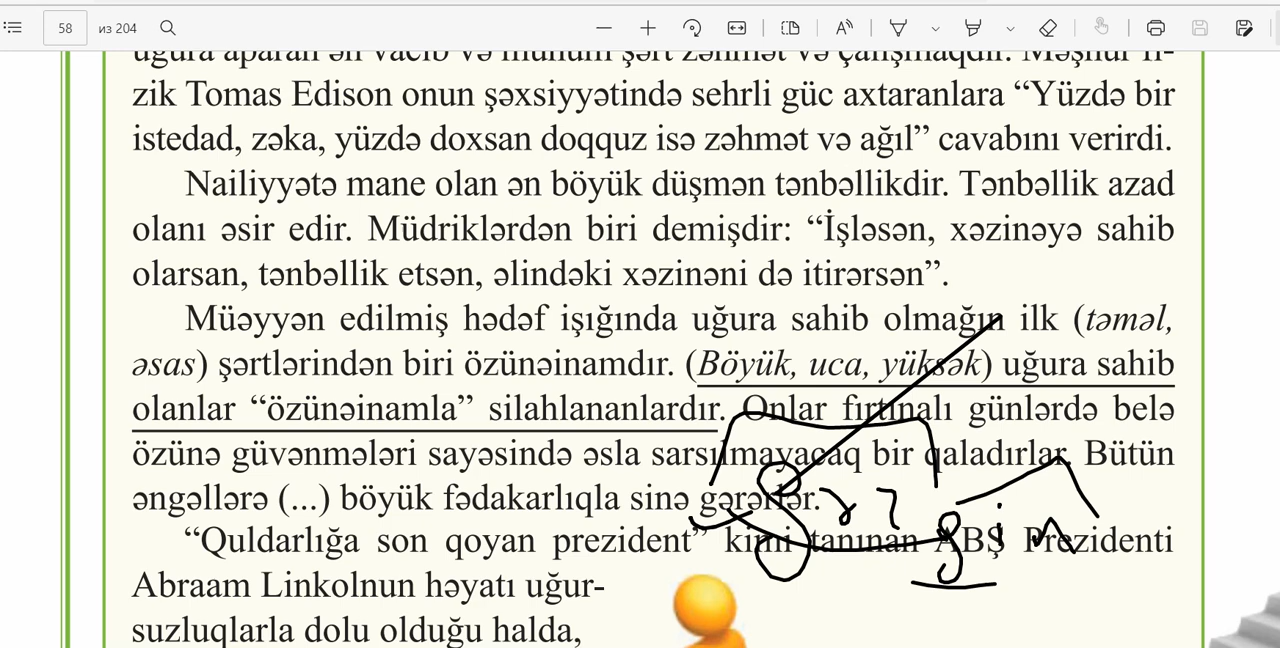 58 из 204
uğura aparan ən vacib və mühüm şərt zəhmət və çalışmaqdır. Məşhur fi-
zik Tomas Edison onun şəxsiyyətində sehrli güc axtaranlara “Yüzdə bir
istedad, zəka, yüzdə doxsan doqquz isə zəhmət və ağıl” cavabını verirdi.
Nailiyyətə mane olan ən böyük düşmən tənbəllikdir. Tənbəllik azad
olanı əsir edir. Müdriklərdən biri demişdir: “İşləsən, xəzinəyə sahib
olarsan, tənbəllik etsən, əlindəki xəzinəni də itirərsən”.
Müəyyən edilmiş hədəf işığında uğura sahib olmağın ilk (təməl,
əsas) şərtlərindən biri özünəinamdır. (Böyük, uca, yüksək) uğura sahib
olanlar “özünəinamla” silahlananlardır. Onlar fırtınalı günlərdə belə
özünə güvənmələri sayəsində əsla sarsılmayacaq bir qaladırlar. Bütün
əngəllərə (...) böyük fədakarlıqla sinə gərərlər.
“Quldarlığa son qoyan prezident” kimi tanınan ABŞ Prezidenti
Abraam Linkolnun həyatı uğur-
suzluqlarla dolu olduğu halda,